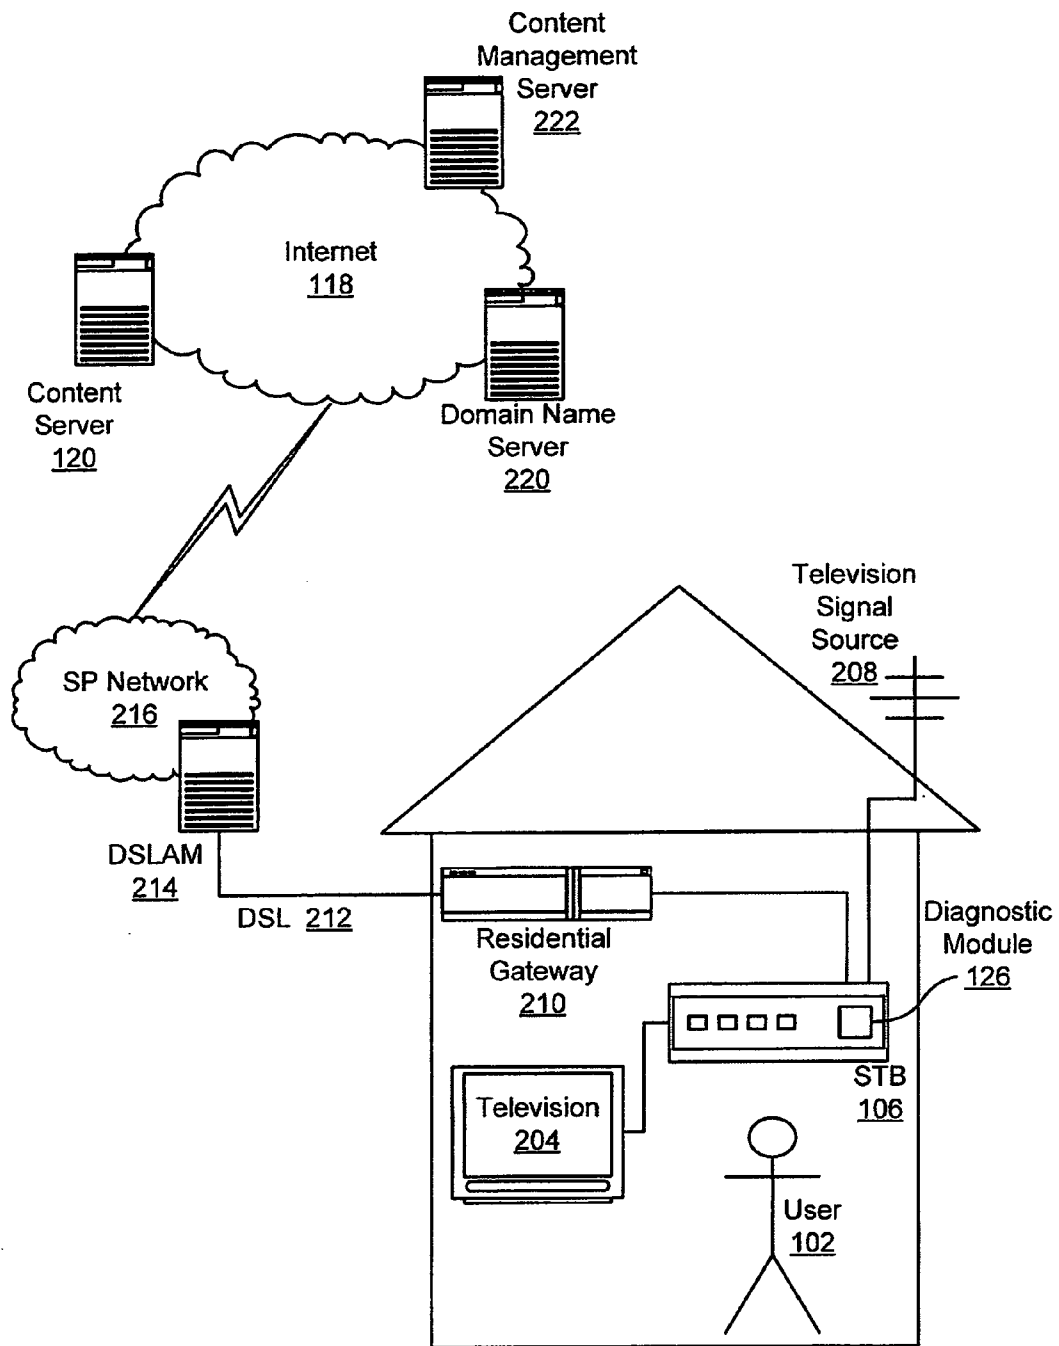 Content
Management
Server
222
Internet
118
Content
Server
120
Domain Name
Server
220
Television
Signal
Source
208
SP Network
216
DSLAM
214
DSL 212
Residential
Gateway
210
Diagnostic
Module
126
STB
106
Television
204
User
102